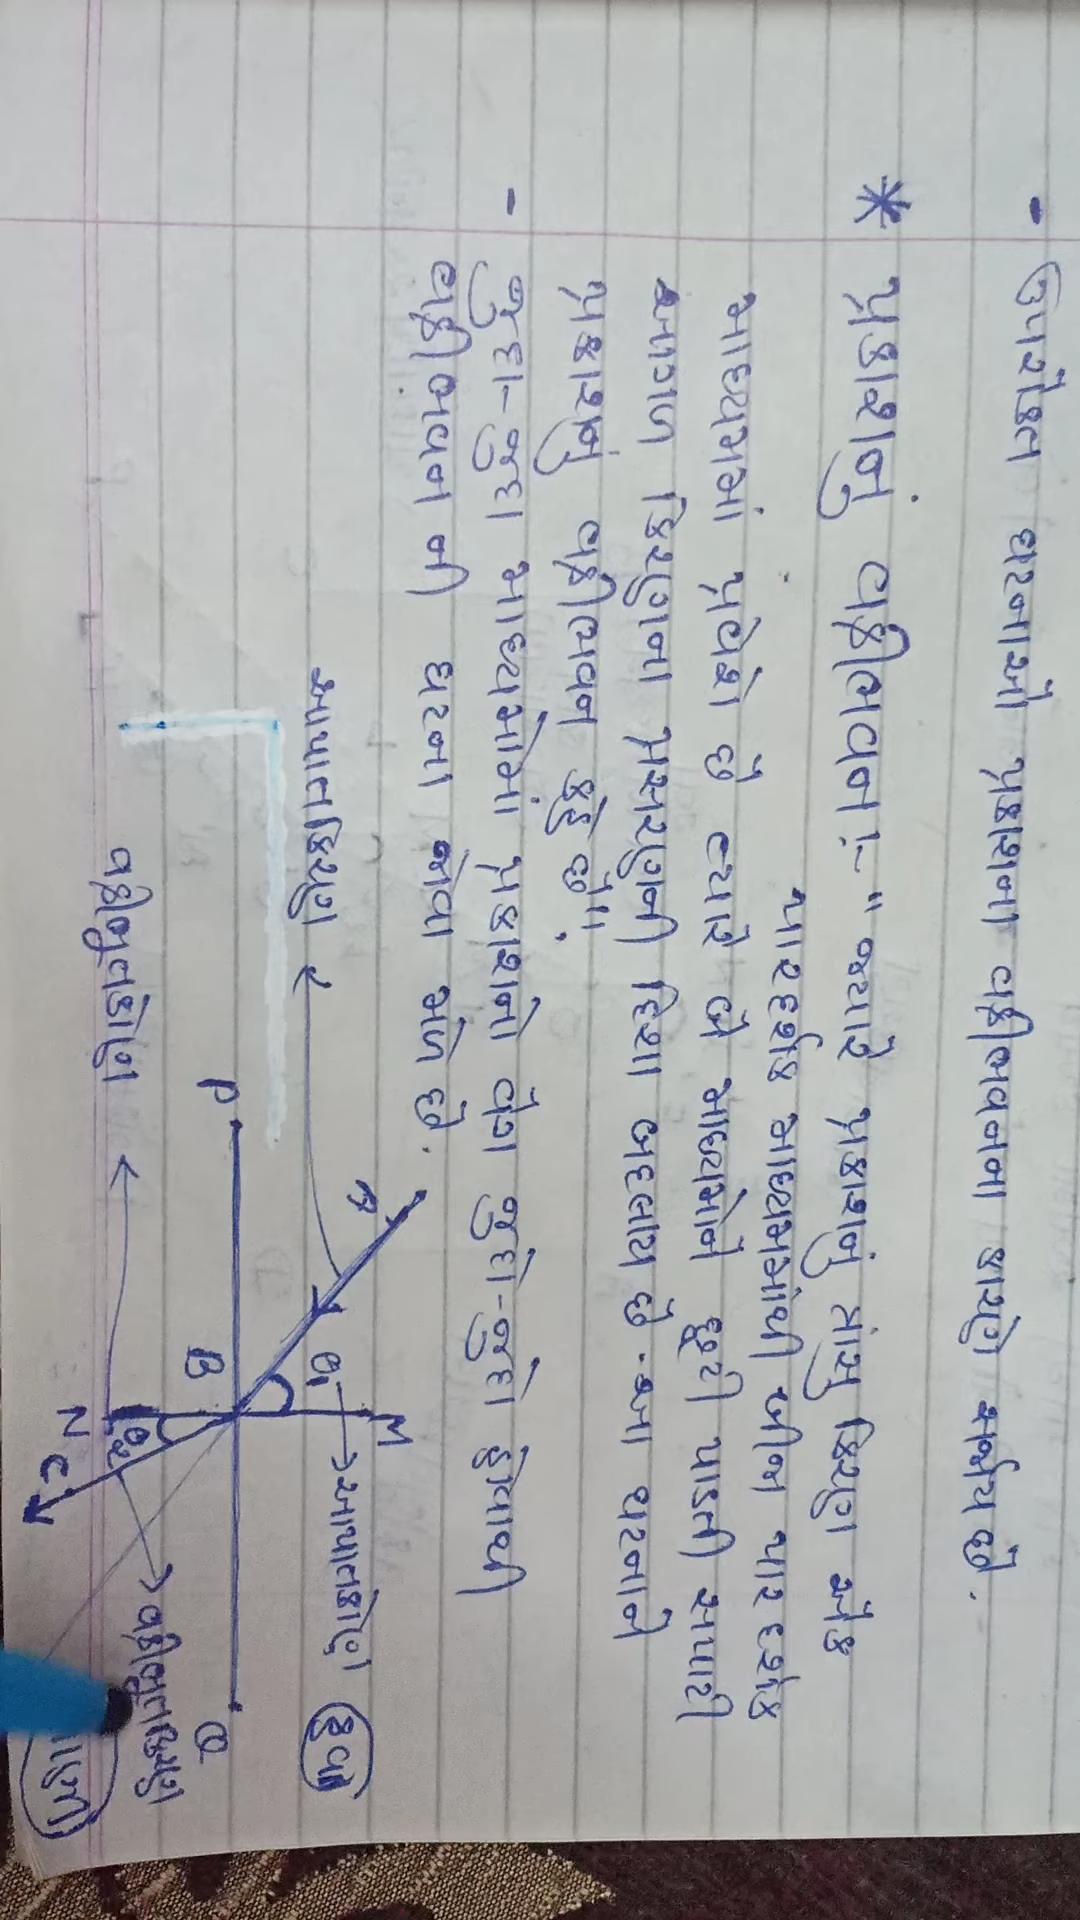 - ઉપરોક્ત ઘટનાઓ પ્રકાશના વક્રીભવનના કારણે સર્જાય છે.
* પ્રકાશનું વક્રીભવન :- " જ્યારે પ્રકાશનું ત્રાંસુ કિરણ એક
પારદર્શક માધ્યમમાંથી બીજા પારદર્શક
માધ્યમમાં પ્રવેશે છે ત્યારે બે માધ્યમોને છૂટી પાડતી સપાટી
આગળ કિરણના પ્રસરણની દિશા બદલાય છે. આ ઘટનાને
પ્રકાશનું વક્રીભવન કહે છે".
- જુદા-જુદા માધ્યમોમાં પ્રકાશનો વેગ જુદો-જુદો હોવાથી
વક્રીભવન ની ઘટના જોવા મળે છે.
આપાતકિરણ
A
M
θ1
આપાતકોણ
હવા
P
B
Q
વક્રીભુતકોણ
N
θ2
C
વક્રીભુતકિરણ